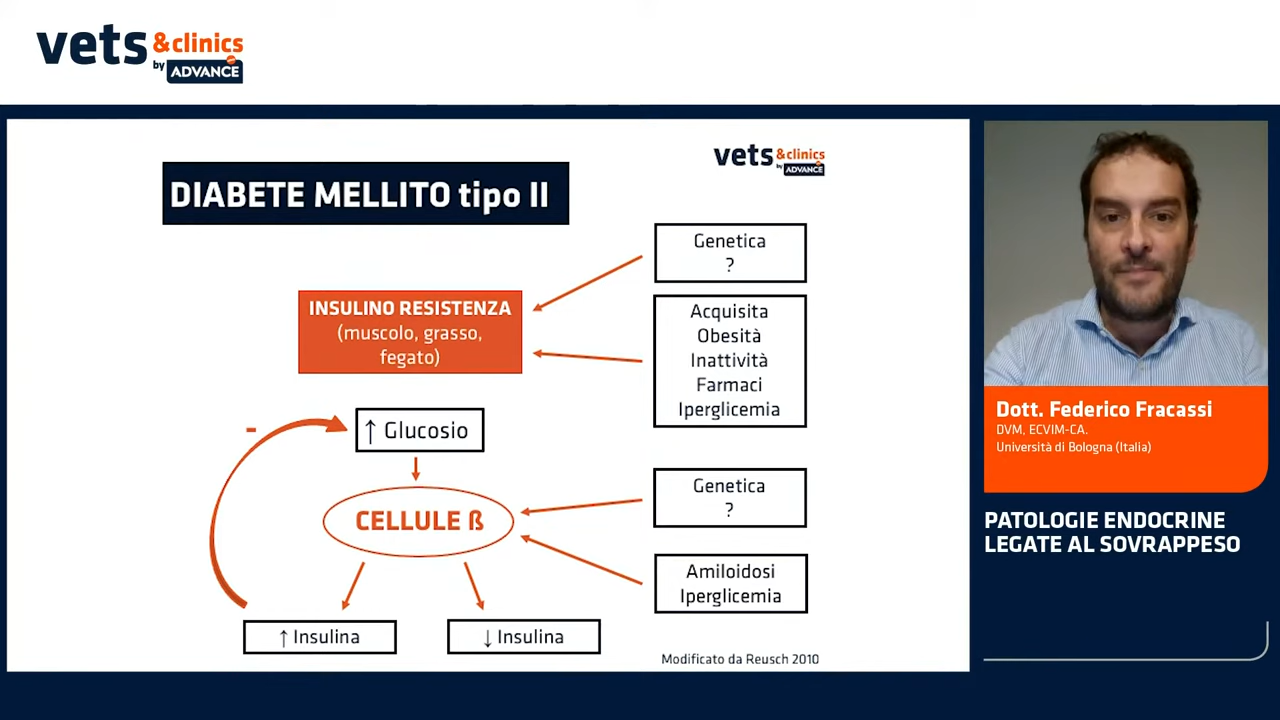 vets &clinics
by ADVANCE
vets &clinics
by ADVANCE
DIABETE MELLITO tipo II
Genetica
?
INSULINO RESISTENZA
(muscolo, grasso,
fegato)
Acquisita
Obesità
Inattività
Farmaci
Iperglicemia
-
↑ Glucosio
CELLULE ß
Genetica
?
Amiloidosi
Iperglicemia
↑ Insulina
↓ Insulina
Modificato da Reusch 2010
Dott. Federico Fracassi
DVM, ECVIM-CA.
Università di Bologna (Italia)
PATOLOGIE ENDOCRINE
LEGATE AL SOVRAPPESO